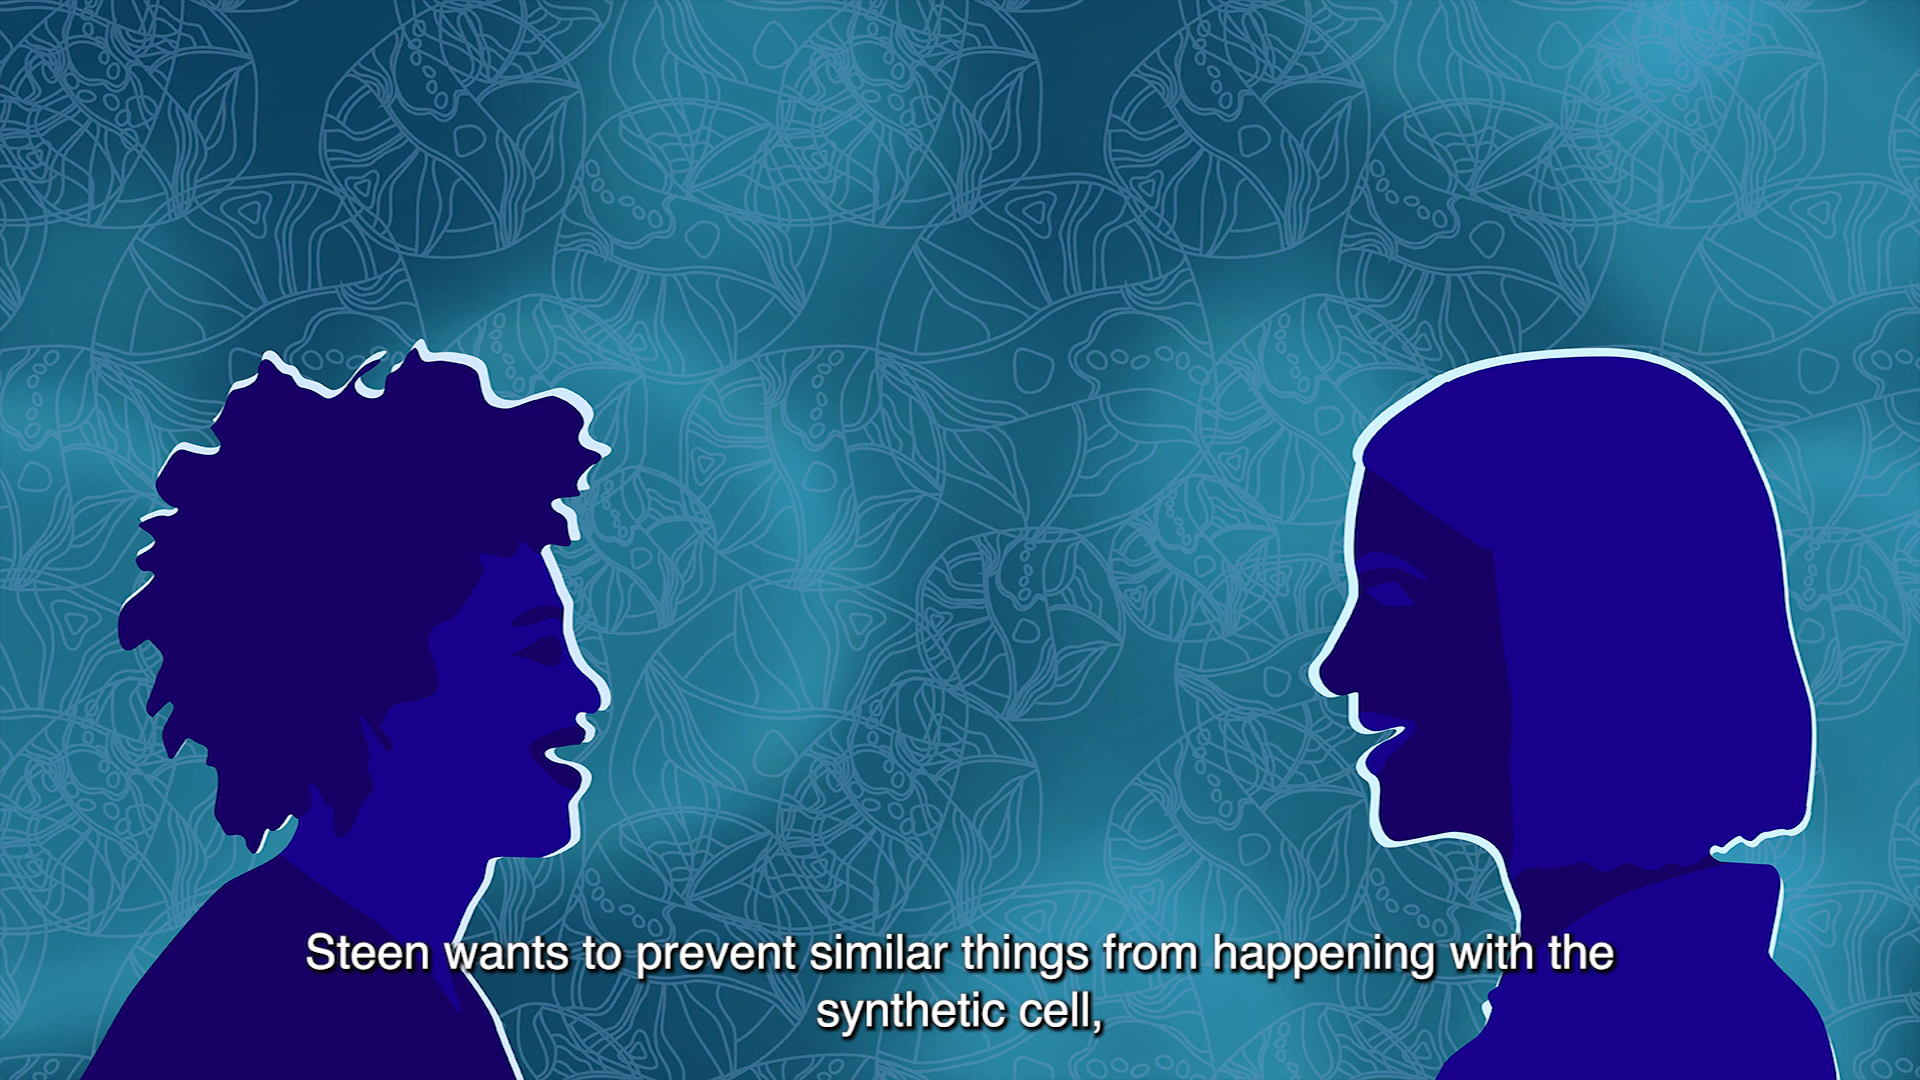 Steen wants to prevent similar things from happening with the
synthetic cell,